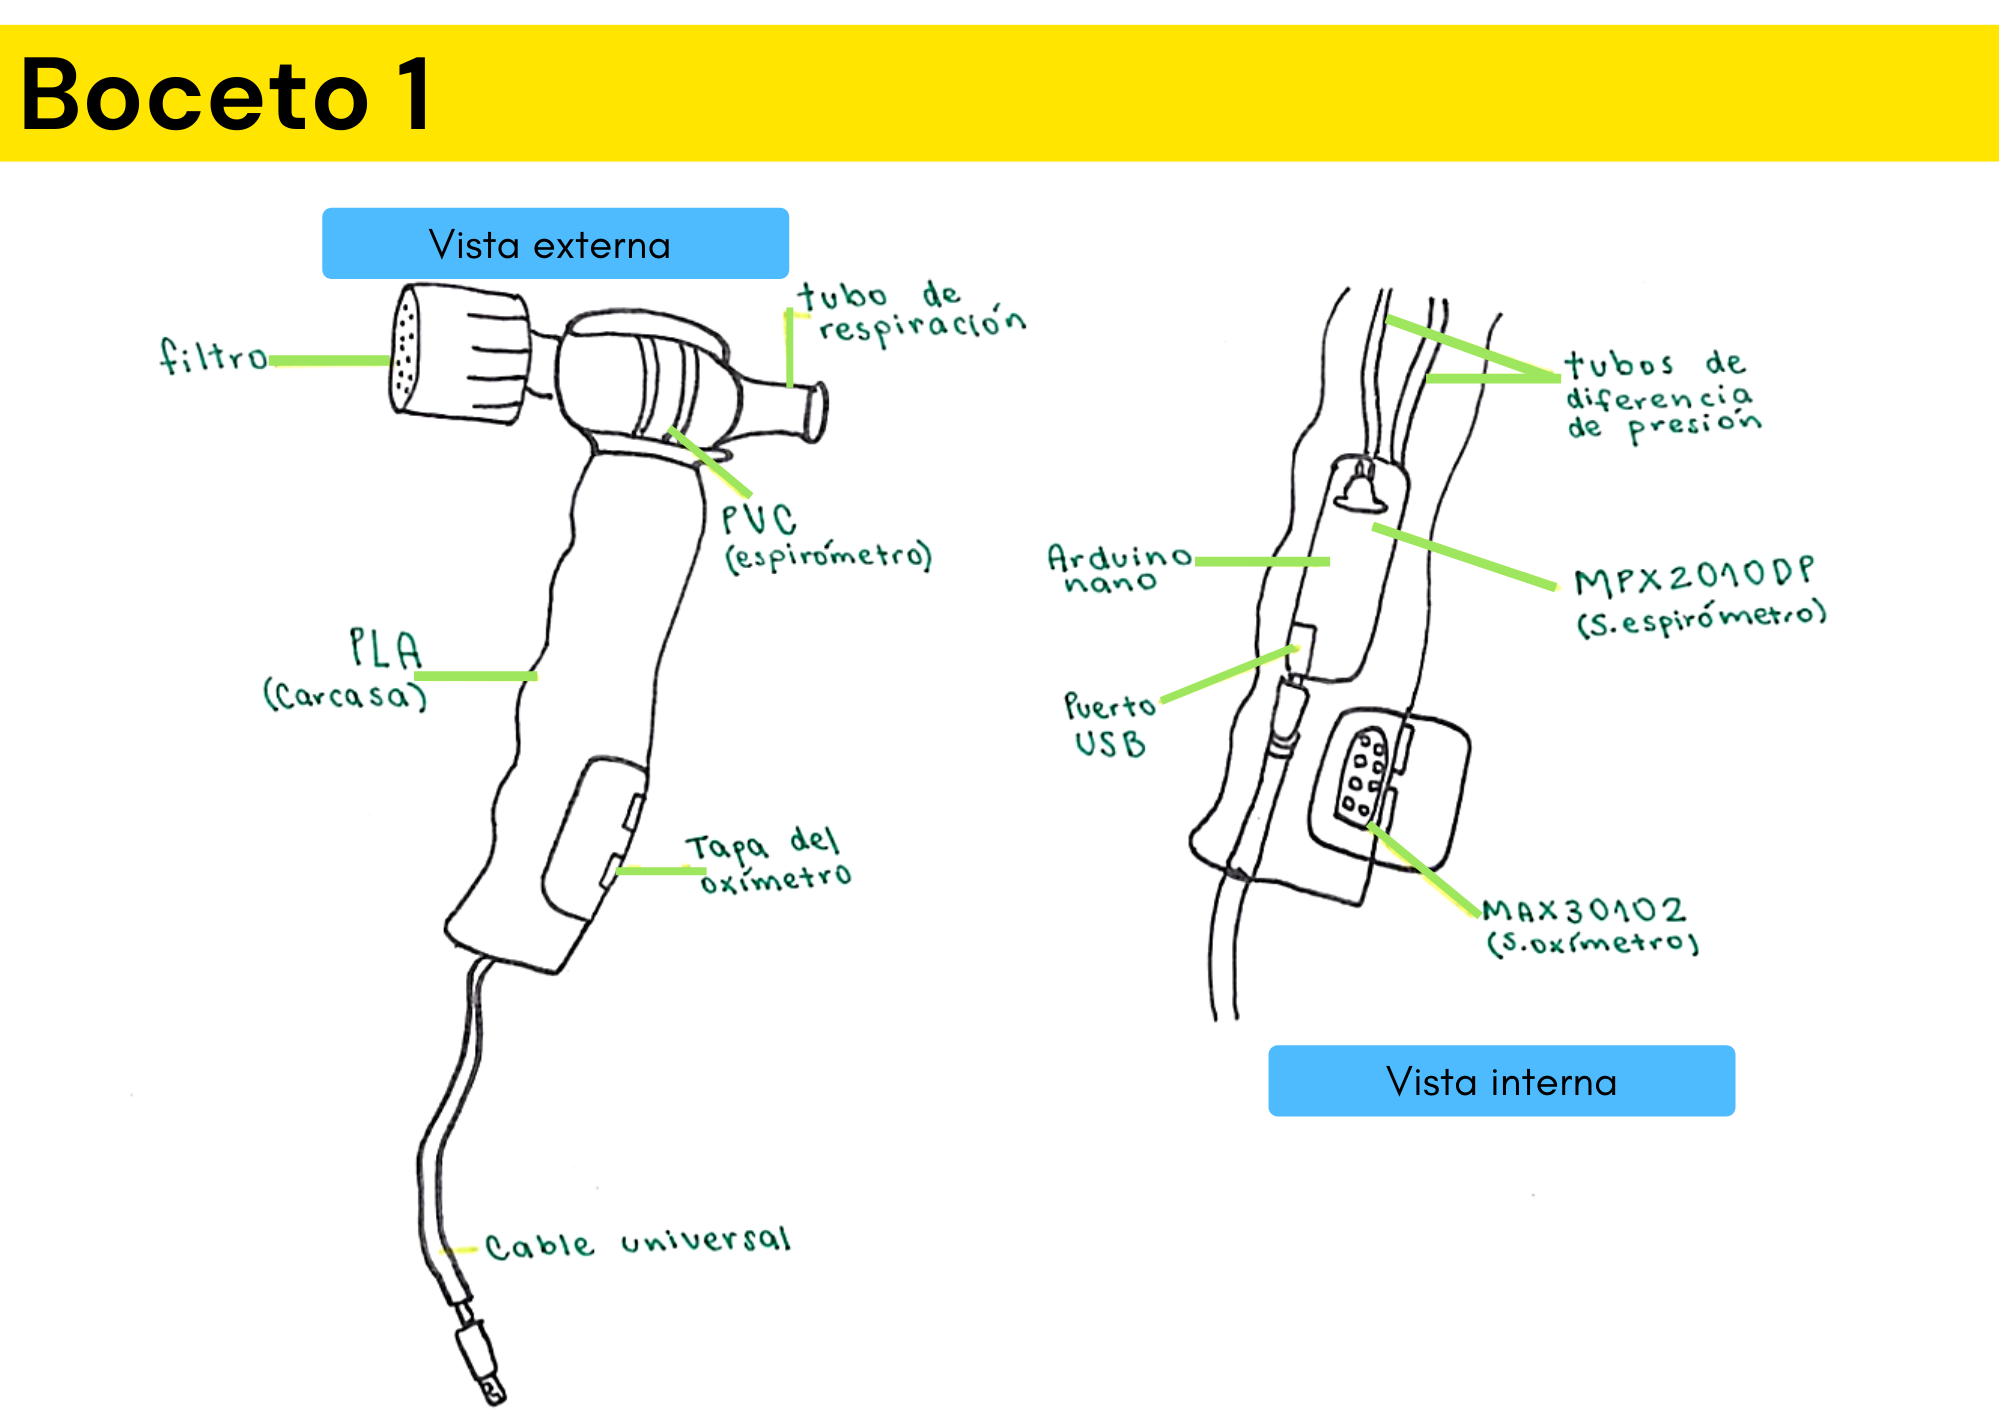 Boceto 1
Vista externa
filtro
tubo de
respiración
PVC
(espirómetro)
PLA
(Carcasa)
Tapa del
oxímetro
Cable universal
tubos de
diferencia
de presión
Arduino
nano
MPX2010DP
(S.espirómetro)
Puerto
USB
MAX30102
(S.oxímetro)
Vista interna